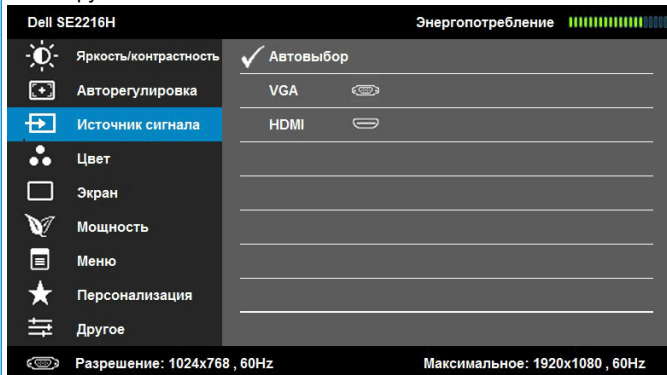 Dell SE2216H Энергопотребление
Яркость/контрастность Автовыбор
Авторегулировка VGA
Источник сигнала HDMI
Цвет
Экран
Мощность
Меню
Персонализация
Другое
Разрешение: 1024x768 , 60Hz Максимальное: 1920x1080 , 60Hz